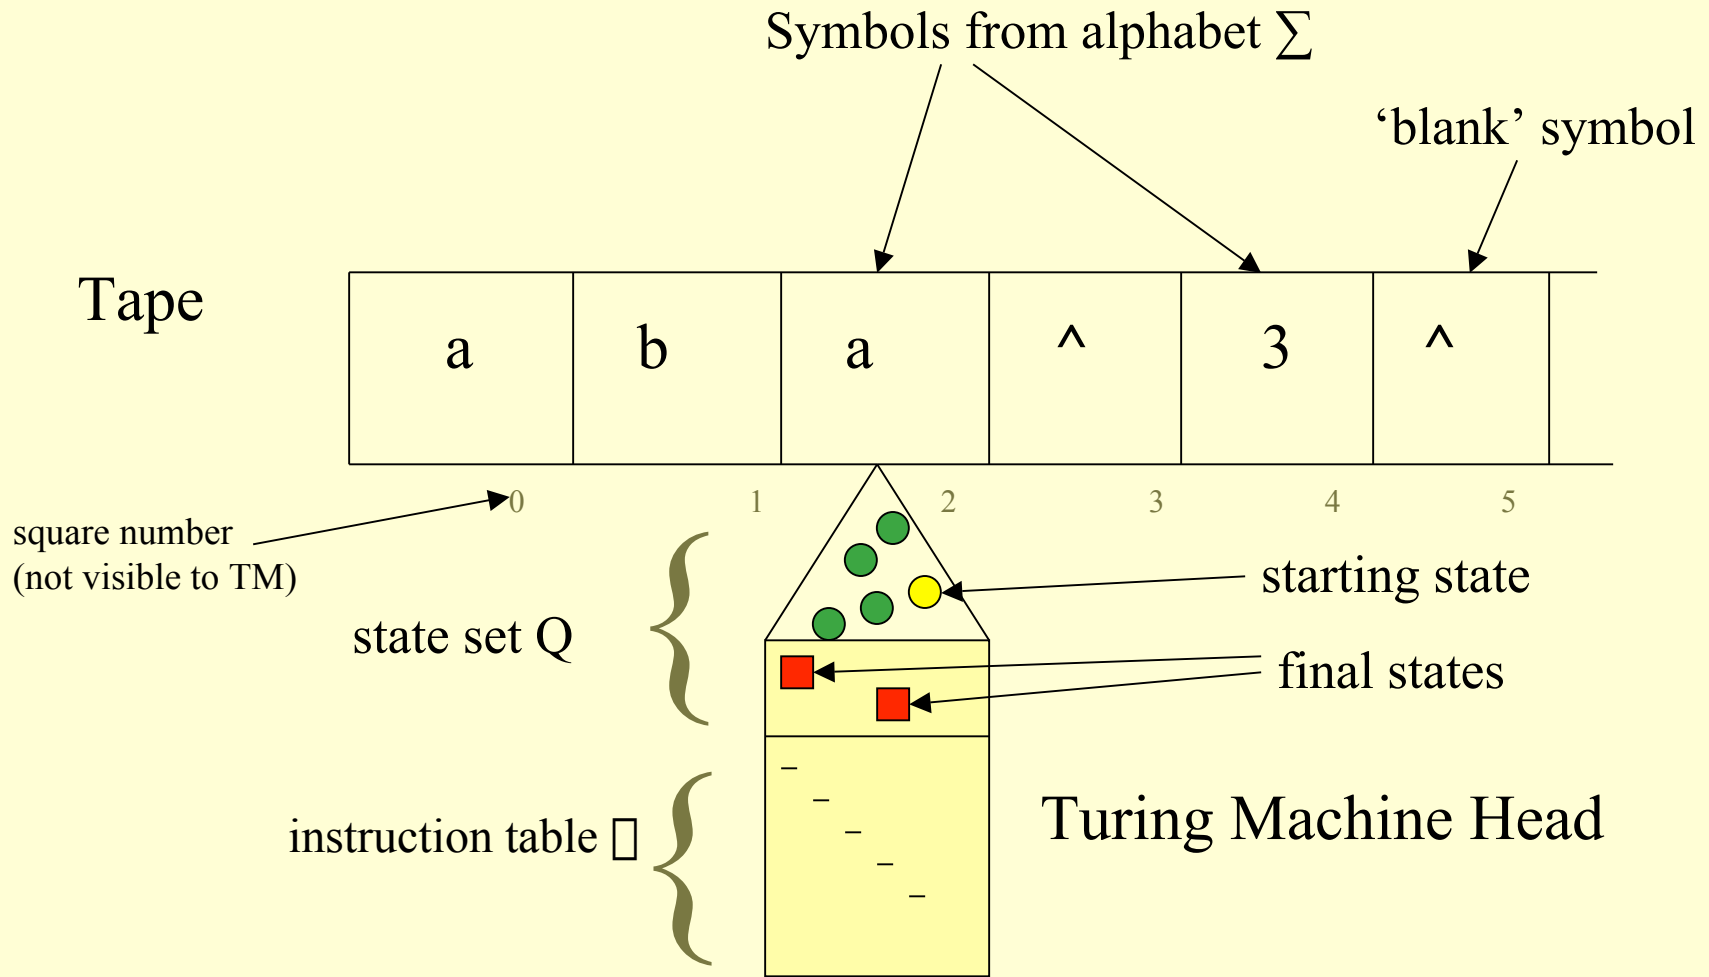 Symbols from alphabet ∑
‘blank’ symbol
Tape
a b a ^ 3 ^
0 1 2 3 4 5
square number
(not visible to TM)
starting state
state set Q
final states
instruction table ▯
Turing Machine Head